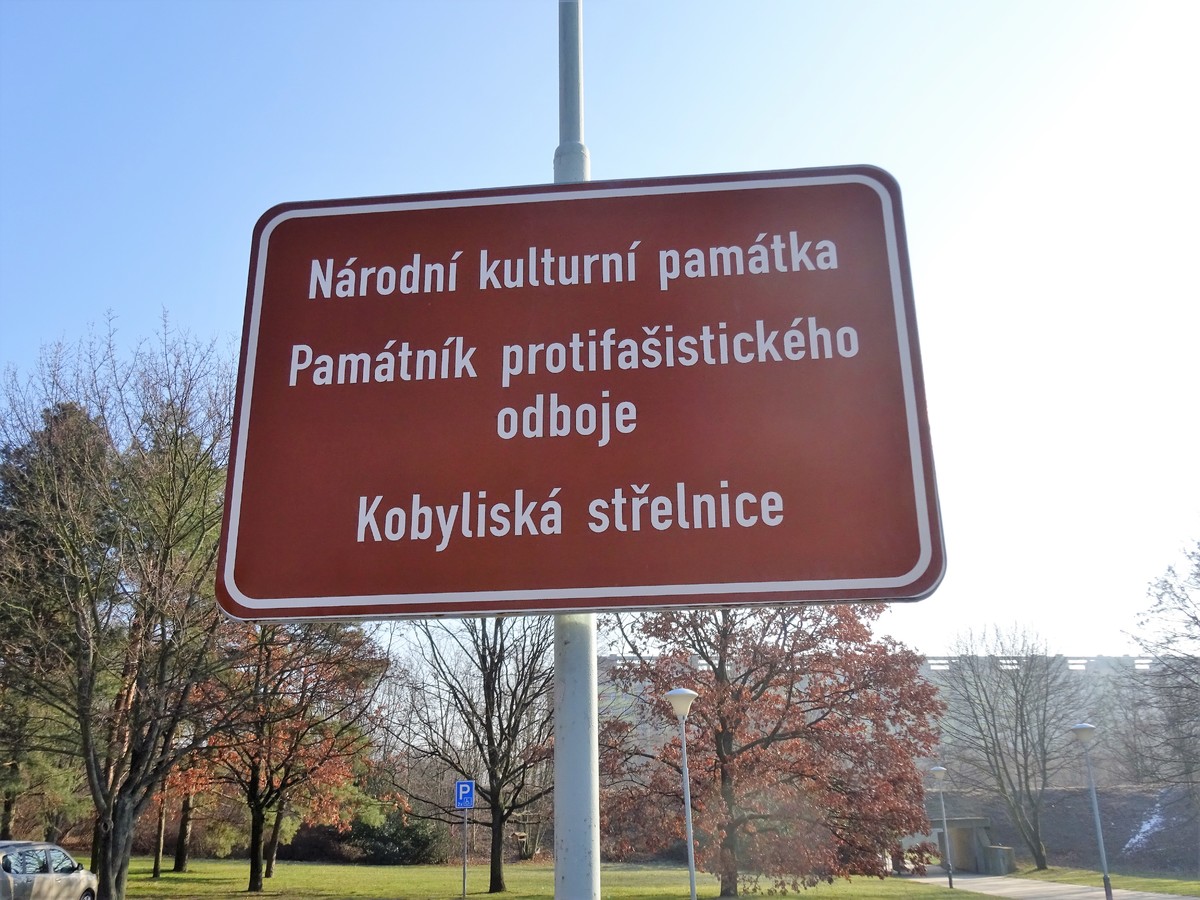 Národní kulturní památka
Památník protifašistického
odboje
Kobyliská střelnice
P